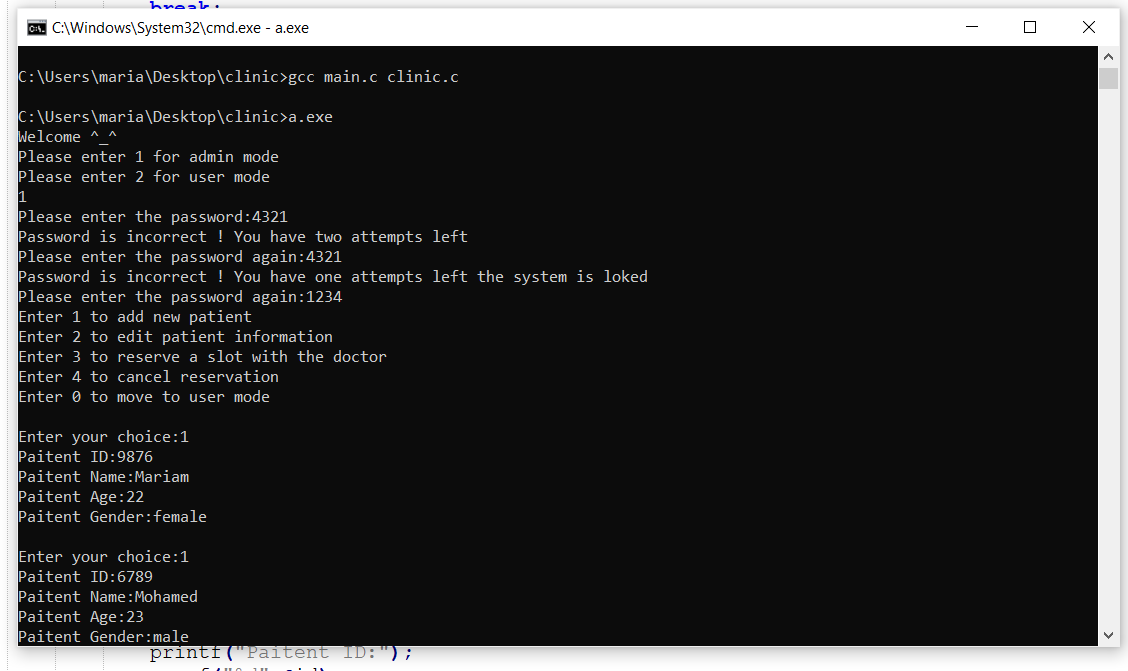 break;
C:\Windows\System32\cmd.exe - a.exe
C:\Users\maria\Desktop\clinic>gcc main.c clinic.c
C:\Users\maria\Desktop\clinic>a.exe
Welcome ^_^
Please enter 1 for admin mode
Please enter 2 for user mode
1
Please enter the password:4321
Password is incorrect ! You have two attempts left
Please enter the password again:4321
Password is incorrect ! You have one attempts left the system is loked
Please enter the password again:1234
Enter 1 to add new patient
Enter 2 to edit patient information
Enter 3 to reserve a slot with the doctor
Enter 4 to cancel reservation
Enter 0 to move to user mode
Enter your choice:1
Paitent ID:9876
Paitent Name:Mariam
Paitent Age:22
Paitent Gender:female
Enter your choice:1
Paitent ID:6789
Paitent Name:Mohamed
Paitent Age:23
Paitent Gender:male
printf("Paitent ID:");